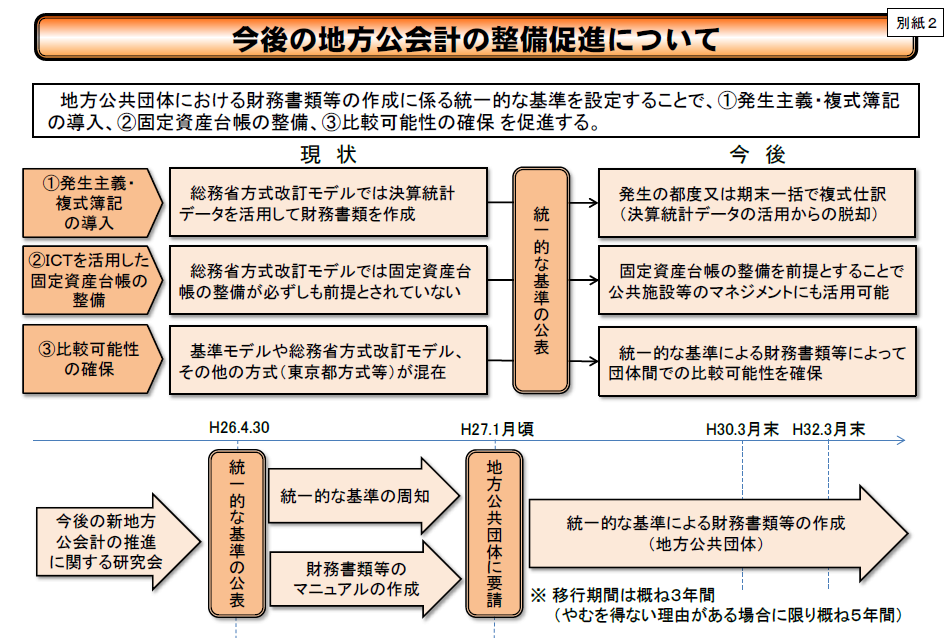 別紙２
今後の地方公会計の整備促進について
地方公共団体における財務書類等の作成に係る統一的な基準を設定することで、①発生主義・複式簿記
の導入、②固定資産台帳の整備、③比較可能性の確保 を促進する。
現 状
今 後
①発生主義・
複式簿記
の導入
総務省方式改訂モデルでは決算統計
データを活用して財務書類を作成
統一的な基準の公表
発生の都度又は期末一括で複式仕訳
（決算統計データの活用からの脱却）
②ICTを活用した
固定資産台帳の
整備
総務省方式改訂モデルでは固定資産台
帳の整備が必ずしも前提とされていない
固定資産台帳の整備を前提とすることで
公共施設等のマネジメントにも活用可能
③比較可能性
の確保
基準モデルや総務省方式改訂モデル、
その他の方式（東京都方式等）が混在
統一的な基準による財務書類等によって
団体間での比較可能性を確保
H26.4.30
H27.1月頃
H30.3月末
H32.3月末
今後の新地方
公会計の推進
に関する研究会
統一的な基準の公表
統一的な基準の周知
財務書類等の
マニュアルの作成
地方公共団体に要請
統一的な基準による財務書類等の作成
（地方公共団体）
※ 移行期間は概ね３年間
（やむを得ない理由がある場合に限り概ね５年間）